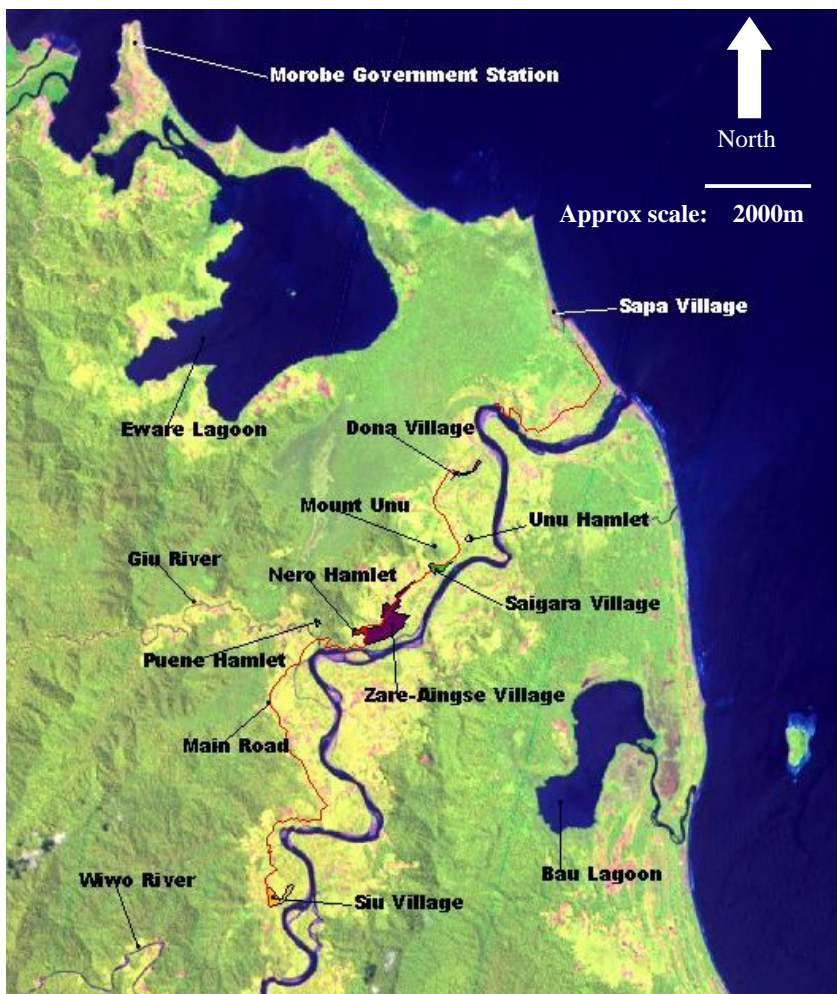 Morobe Government Station
North
Approx scale: 2000m
Sapa Village
Eware Lagoon
Dona Village
Mount Unu
Unu Hamlet
Giu River
Nero Hamlet
Saigara Village
Puene Hamlet
Zare-Aingse Village
Main Road
Bau Lagoon
Wiwo River
Siu Village